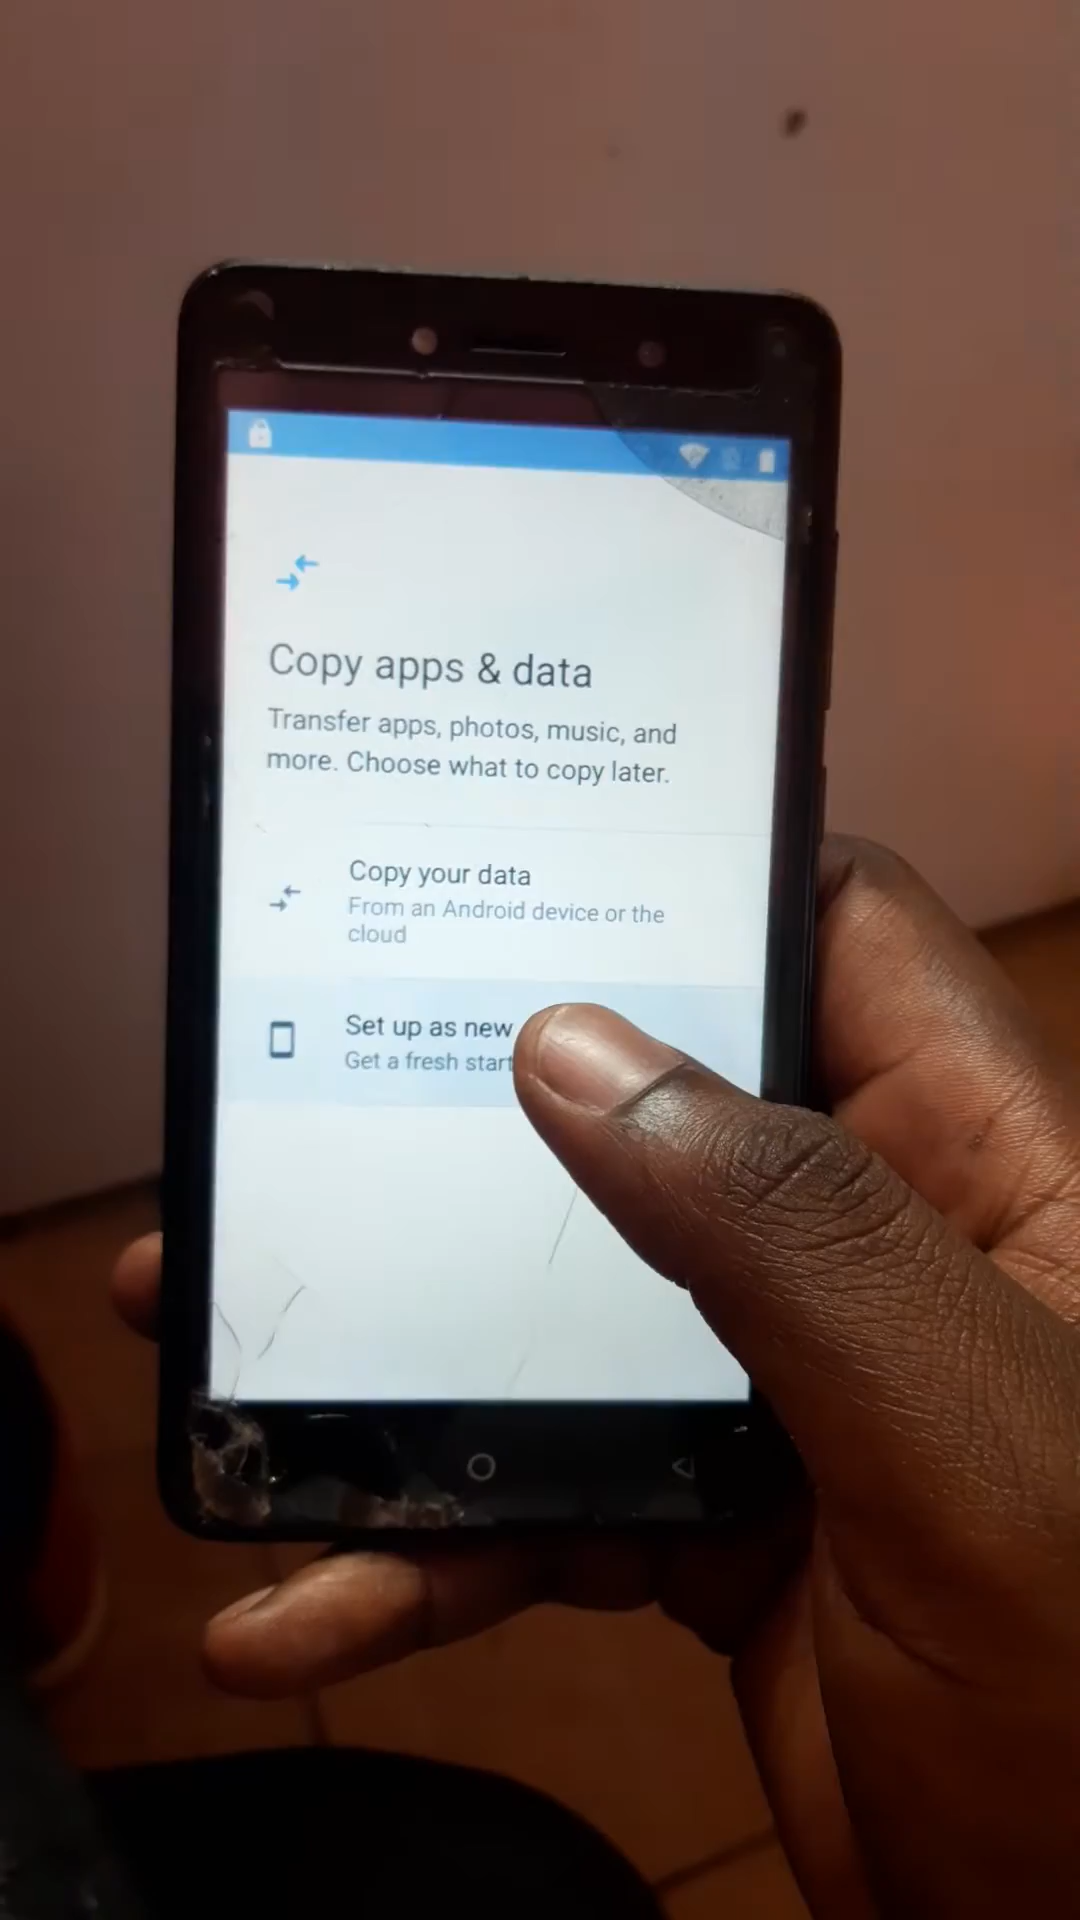 Copy apps & data
Transfer apps, photos, music, and
more. Choose what to copy later.
Copy your data
From an Android device or the
cloud
Set up as new
Get a fresh start